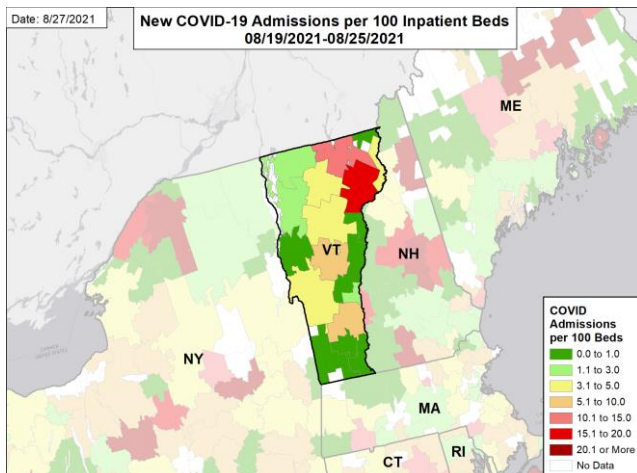 Date: 8/27/2021
New COVID-19 Admissions per 100 Inpatient Beds
08/19/2021-08/25/2021
ME
VT
NH
NY
MA
CT
RI
COVID
Admissions
per 100 Beds
0.0 to 1.0
1.1 to 3.0
3.1 to 5.0
5.1 to 10.0
10.1 to 15.0
15.1 to 20.0
20.1 or More
No Data